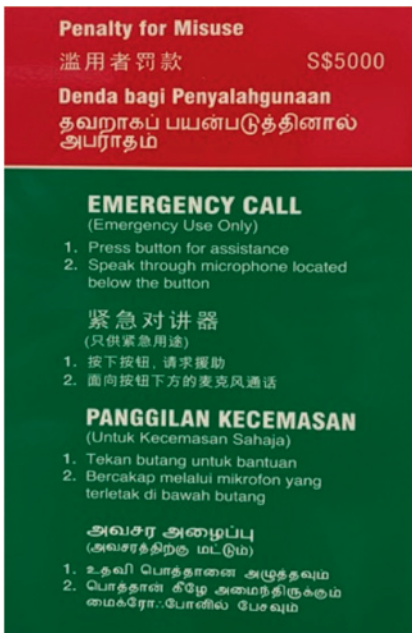 Penalty for Misuse
滥用者罚款 S$5000
Denda bagi Penyalahgunaan
தவறாகப் பயன்படுத்தினால்
அபராதம்
EMERGENCY CALL
(Emergency Use Only)
1. Press button for assistance
2. Speak through microphone located
below the button
紧急对讲器
(只供紧急用途)
1. 按下按钮, 请求援助
2. 面向按钮下方的麦克风通话
PANGGILAN KECEMASAN
(Untuk Kecemasan Sahaja)
1. Tekan butang untuk bantuan
2. Bercakap melalui mikrofon yang
terletak di bawah butang
அவசர அழைப்பு
(அவசரத்திற்கு மட்டும்)
1. உதவி பொத்தானை அழுத்தவும்
2. பொத்தான் கீழே அமைந்திருக்கும்
மைக்ரோஃபோனில் பேசவும்